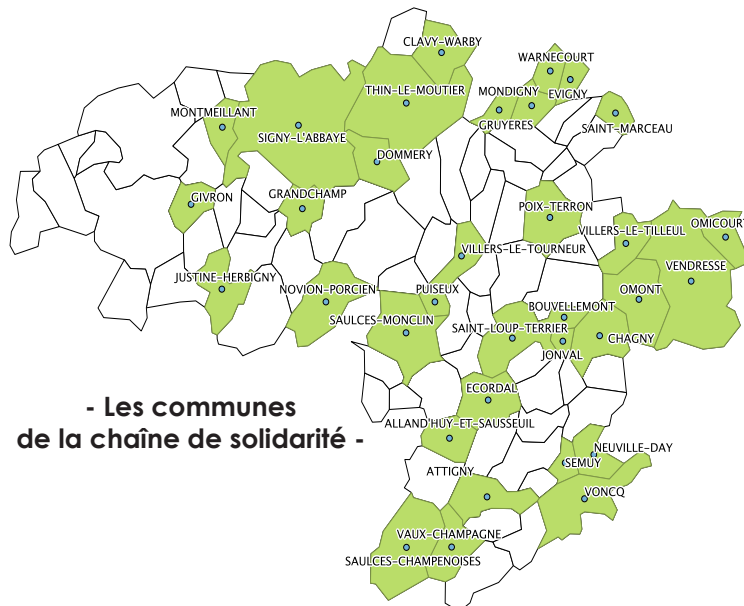 CLAVY-WARBY
WARNECOURT
THIN-LE-MOUTIER
MONDIGNY
EVIGNY
MONTMEILLANT
GRUYERES
SAINT-MARCEAU
SIGNY-L'ABBAYE
DOMMERY
GIVRON
GRANDCHAMP
POIX-TERRON
OMICOURT
VILLERS-LE-TILLEUL
VILLERS-LE-TOURNEUR
VENDRESSE
JUSTINE-HERBIGNY
NOVION-PORCIEN
PUISEUX
OMONT
BOUVELLEMONT
SAULCES-MONCLIN
SAINT-LOUP-TERRIER
CHAGNY
JONVAL
ECORDAL
- Les communes
de la chaîne de solidarité -
ALLAND'HUY-ET-SAUSSEUIL
NEUVILLE-DAY
ATTIGNY
SEMUY
VONCQ
VAUX-CHAMPAGNE
SAULCES-CHAMPENOISES